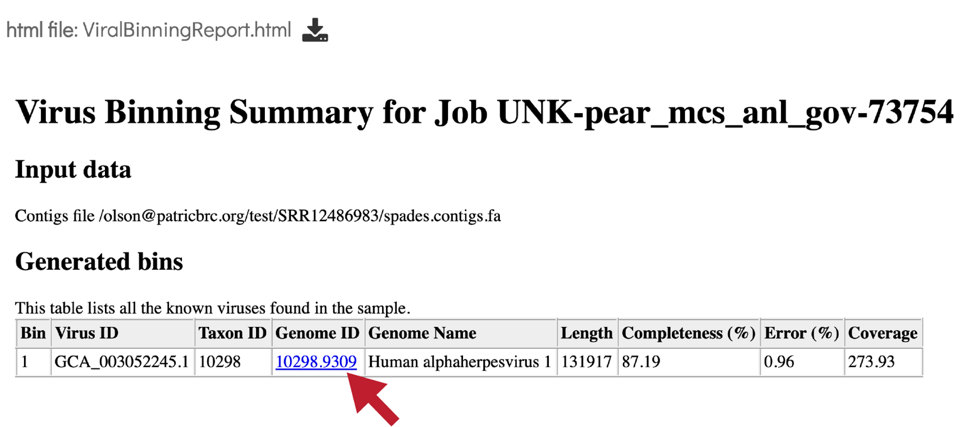 html file: ViralBinningReport.html
Virus Binning Summary for Job UNK-pear_mcs_anl_gov-73754
Input data
Contigs file /olson@patricbrc.org/test/SRR12486983/spades.contigs.fa
Generated bins
This table lists all the known viruses found in the sample.
Bin Virus ID Taxon ID Genome ID Genome Name Length Completeness (%) Error (%) Coverage
1 GCA_003052245.1 10298 10298.9309 Human alphaherpesvirus 1 131917 87.19 0.96 273.93